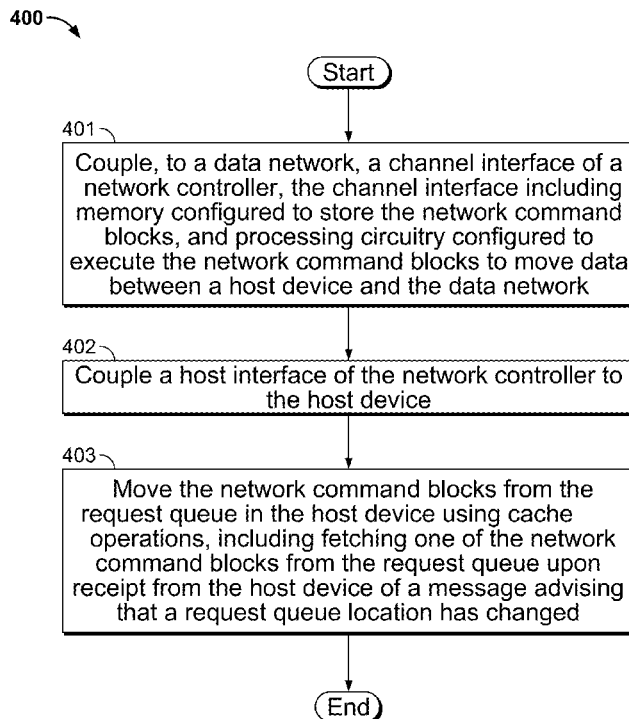 400
Start
401
Couple, to a data network, a channel interface of a
network controller, the channel interface including
memory configured to store the network command
blocks, and processing circuitry configured to
execute the network command blocks to move data
between a host device and the data network
402
Couple a host interface of the network controller to
the host device
403
Move the network command blocks from the
request queue in the host device using cache
operations, including fetching one of the network
command blocks from the request queue upon
receipt from the host device of a message advising
that a request queue location has changed
End